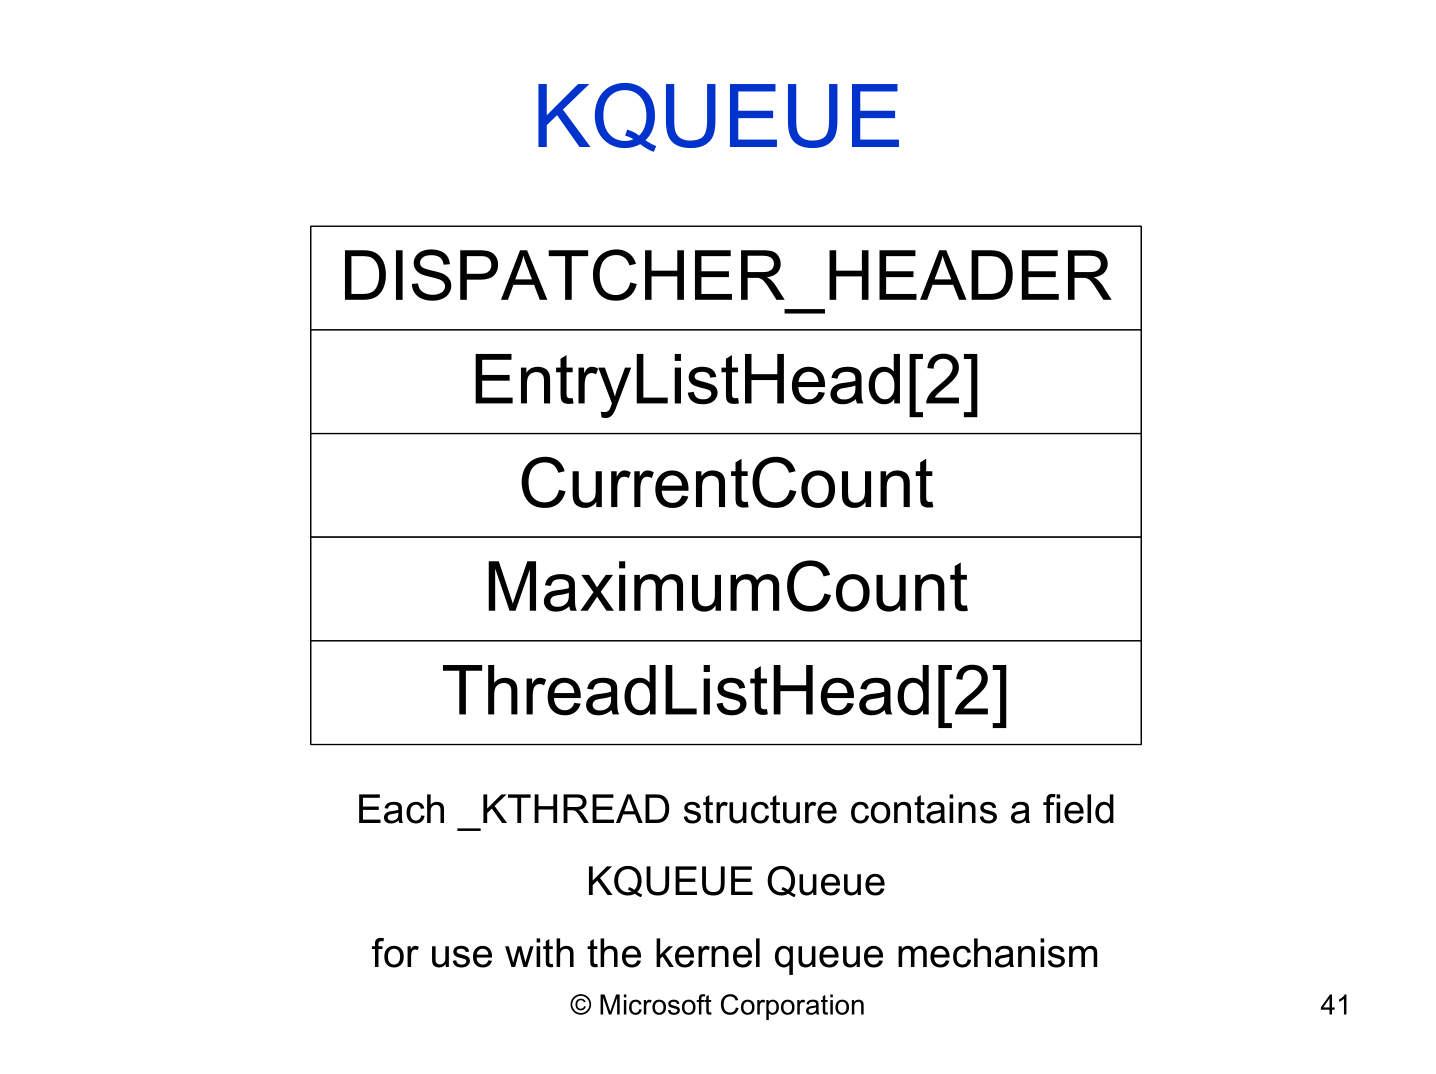 KQUEUE
DISPATCHER_HEADER
EntryListHead[2]
CurrentCount
MaximumCount
ThreadListHead[2]
Each _KTHREAD structure contains a field
KQUEUE Queue
for use with the kernel queue mechanism
© Microsoft Corporation
41